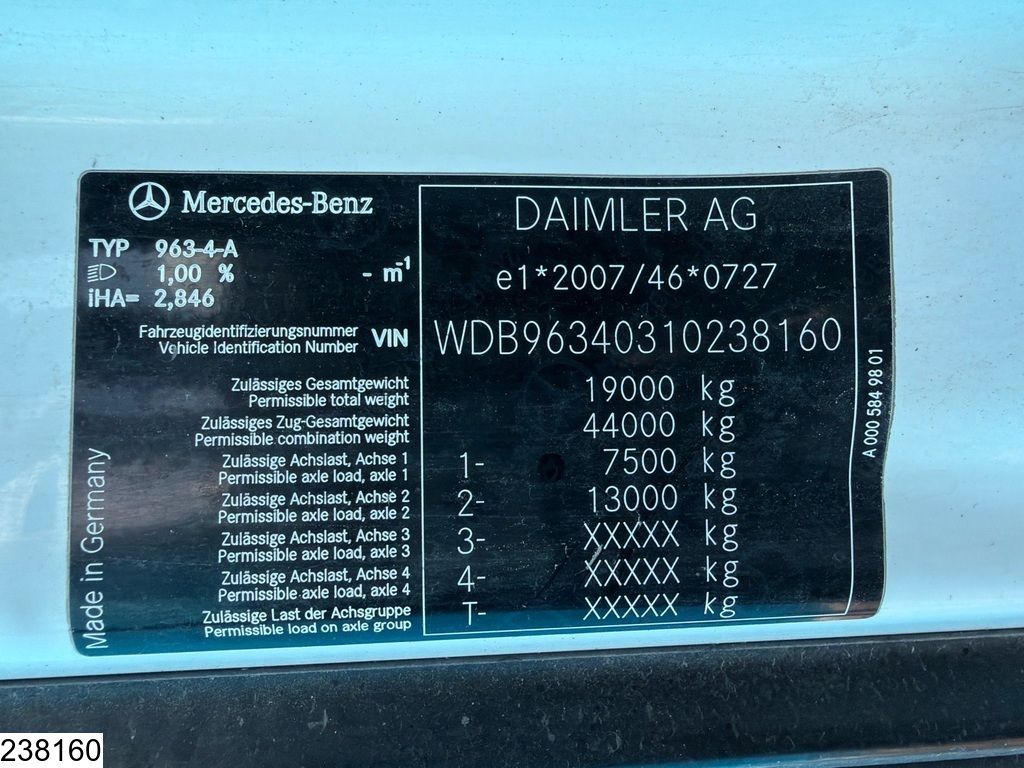 Mercedes-Benz
TYP 963-4-A
1,00 % - m-1
iHA= 2,846
Fahrzeugidentifizierungsnummer
Vehicle Identification Number VIN
Zulässiges Gesamtgewicht
Permissible total weight
Zulässiges Zug-Gesamtgewicht
Permissible combination weight
Zulässige Achslast, Achse 1
Permissible axle load, axle 1
Zulässige Achslast, Achse 2
Permissible axle load, axle 2
Zulässige Achslast, Achse 3
Permissible axle load, axle 3
Zulässige Achslast, Achse 4
Permissible axle load, axle 4
Zulässige Last der Achsgruppe
Permissible load on axle group
Made in Germany
DAIMLER AG
e1*2007/46*0727
WDB96340310238160
19000 kg
44000 kg
1- 7500 kg
2- 13000 kg
3- XXXXX kg
4- XXXXX kg
T- XXXXX kg
A 000 584 98 01
238160